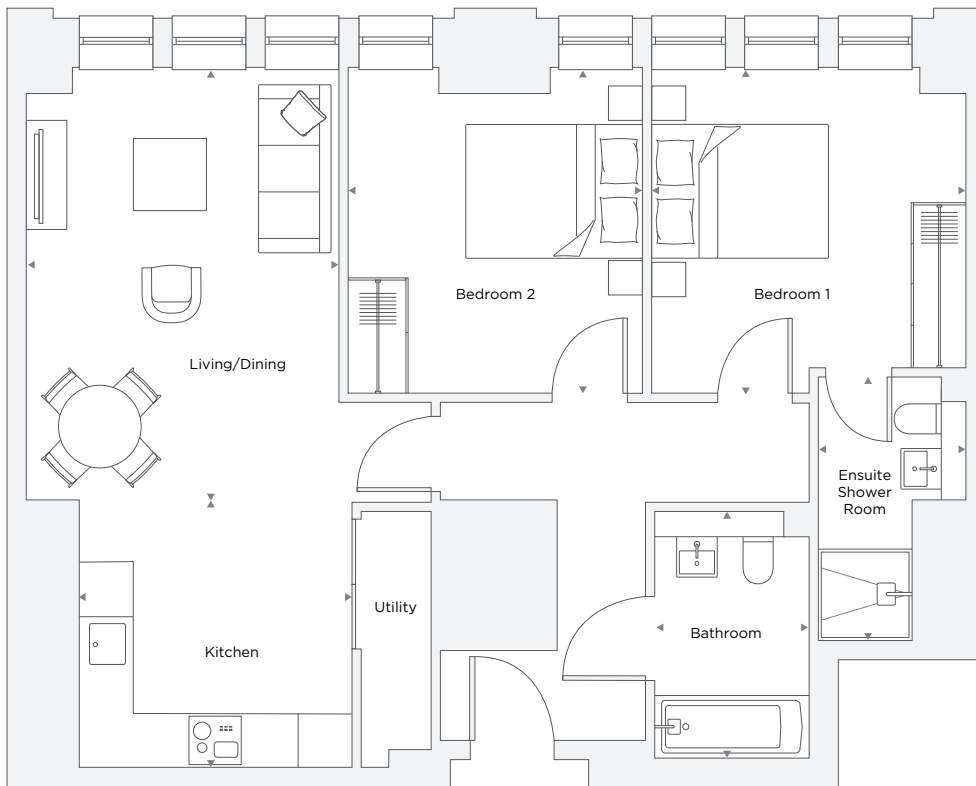 Bedroom 2
Bedroom 1
Living/Dining
Ensuite
Shower
Room
Utility
Bathroom
Kitchen